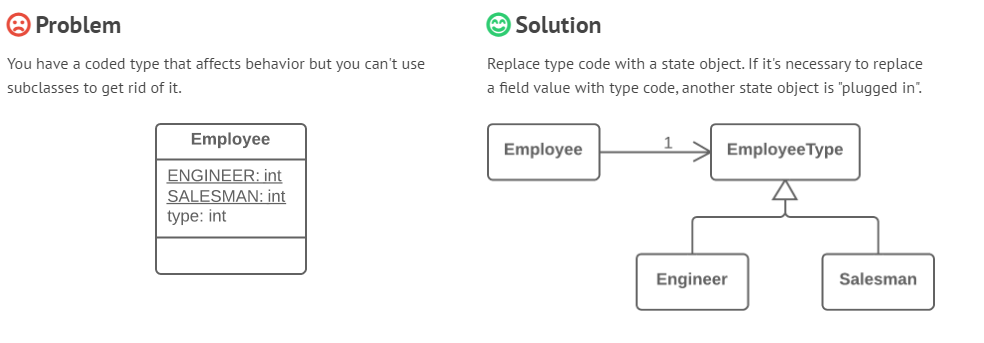 Problem
You have a coded type that affects behavior but you can't use
subclasses to get rid of it.
Employee
ENGINEER: int
SALESMAN: int
type: int
Solution
Replace type code with a state object. If it's necessary to replace
a field value with type code, another state object is "plugged in".
Employee
1
EmployeeType
Engineer
Salesman